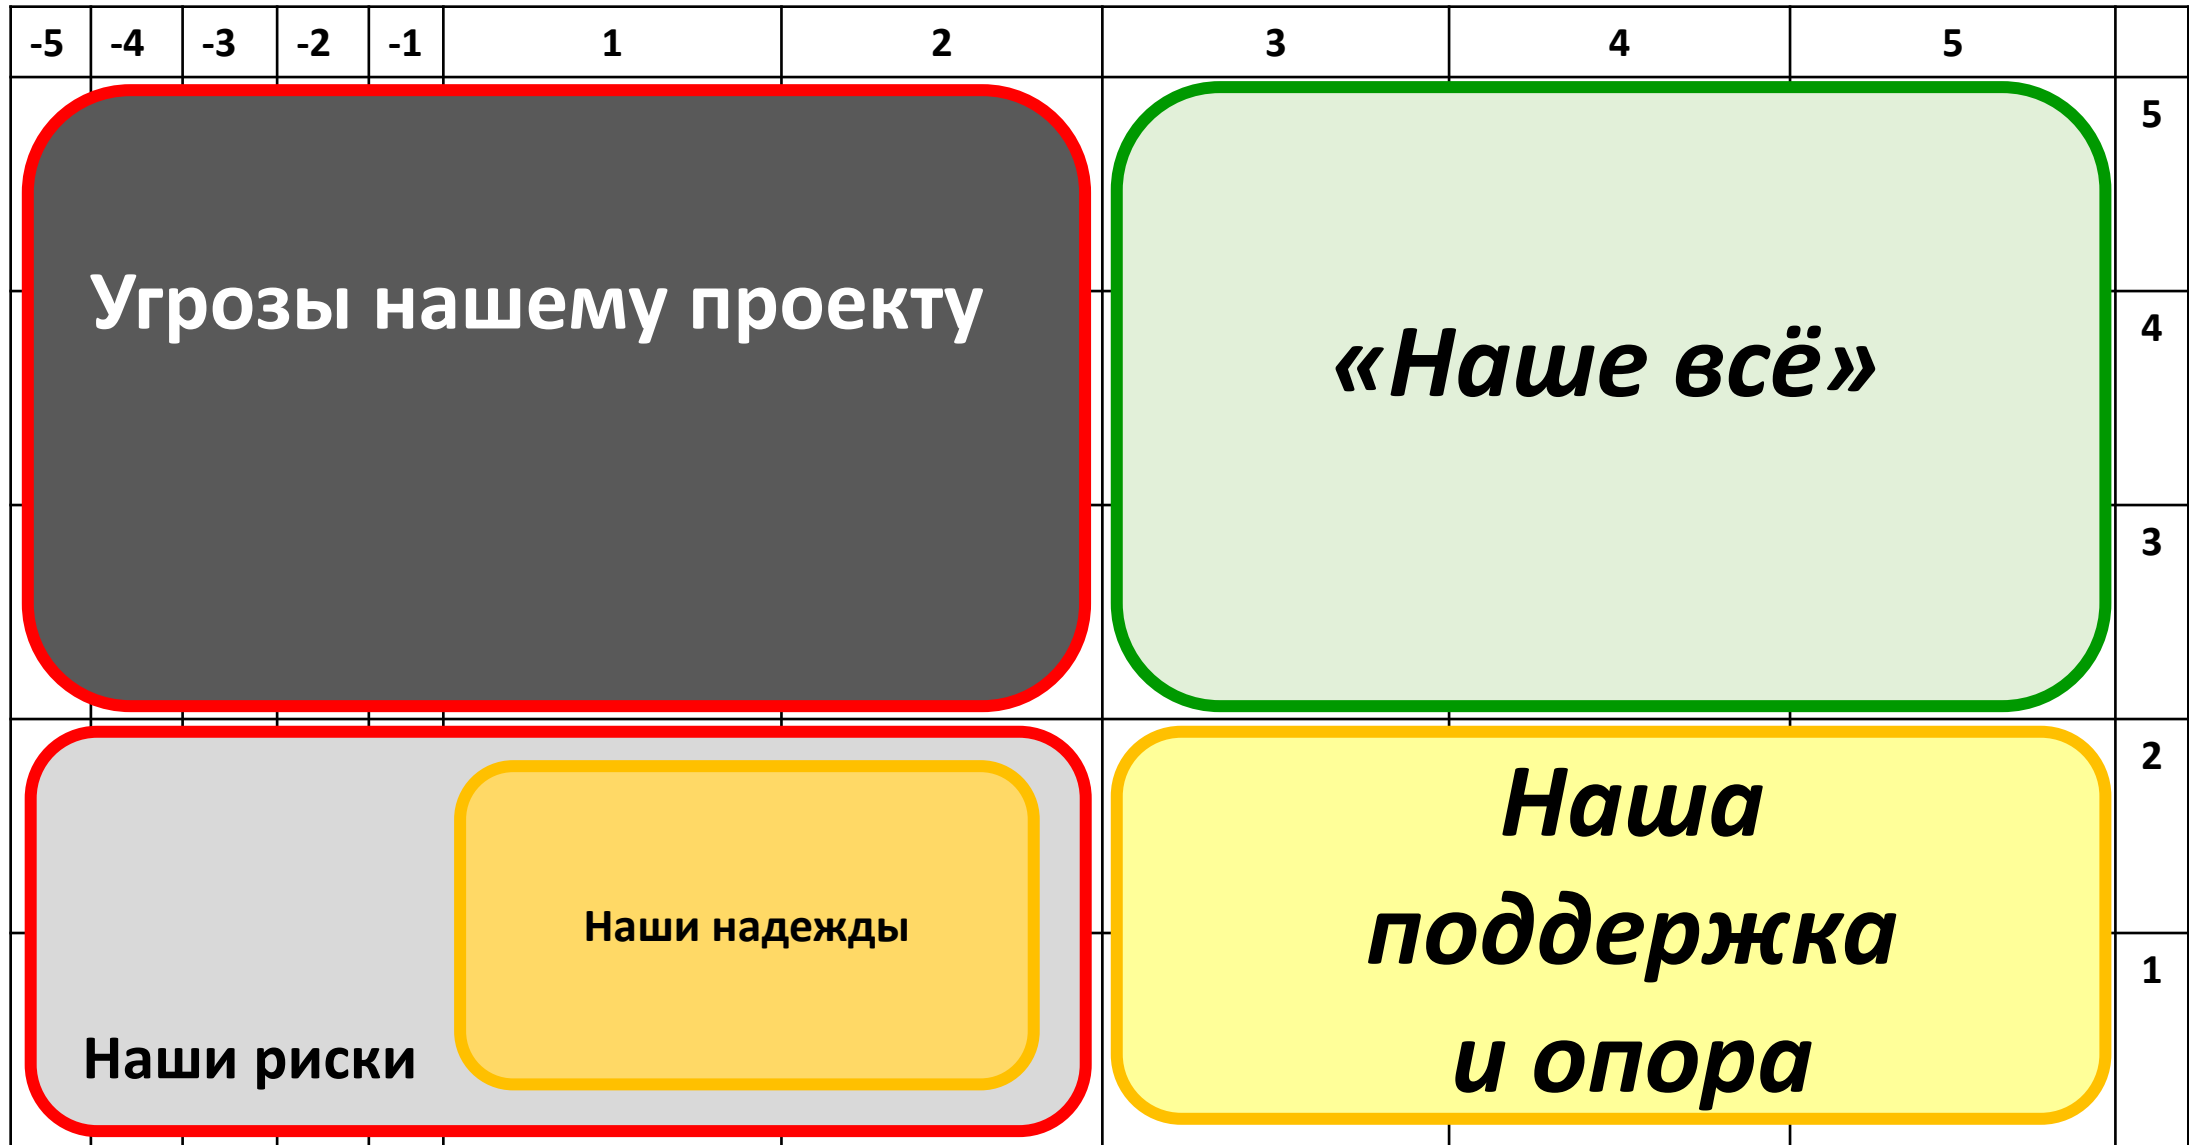 -5 -4 -3 -2 -1 1 2 3 4 5
5
Угрозы нашему проекту
4
«Наше всё»
3
2
Наша
поддержка
и опора
Наши надежды
1
Наши риски